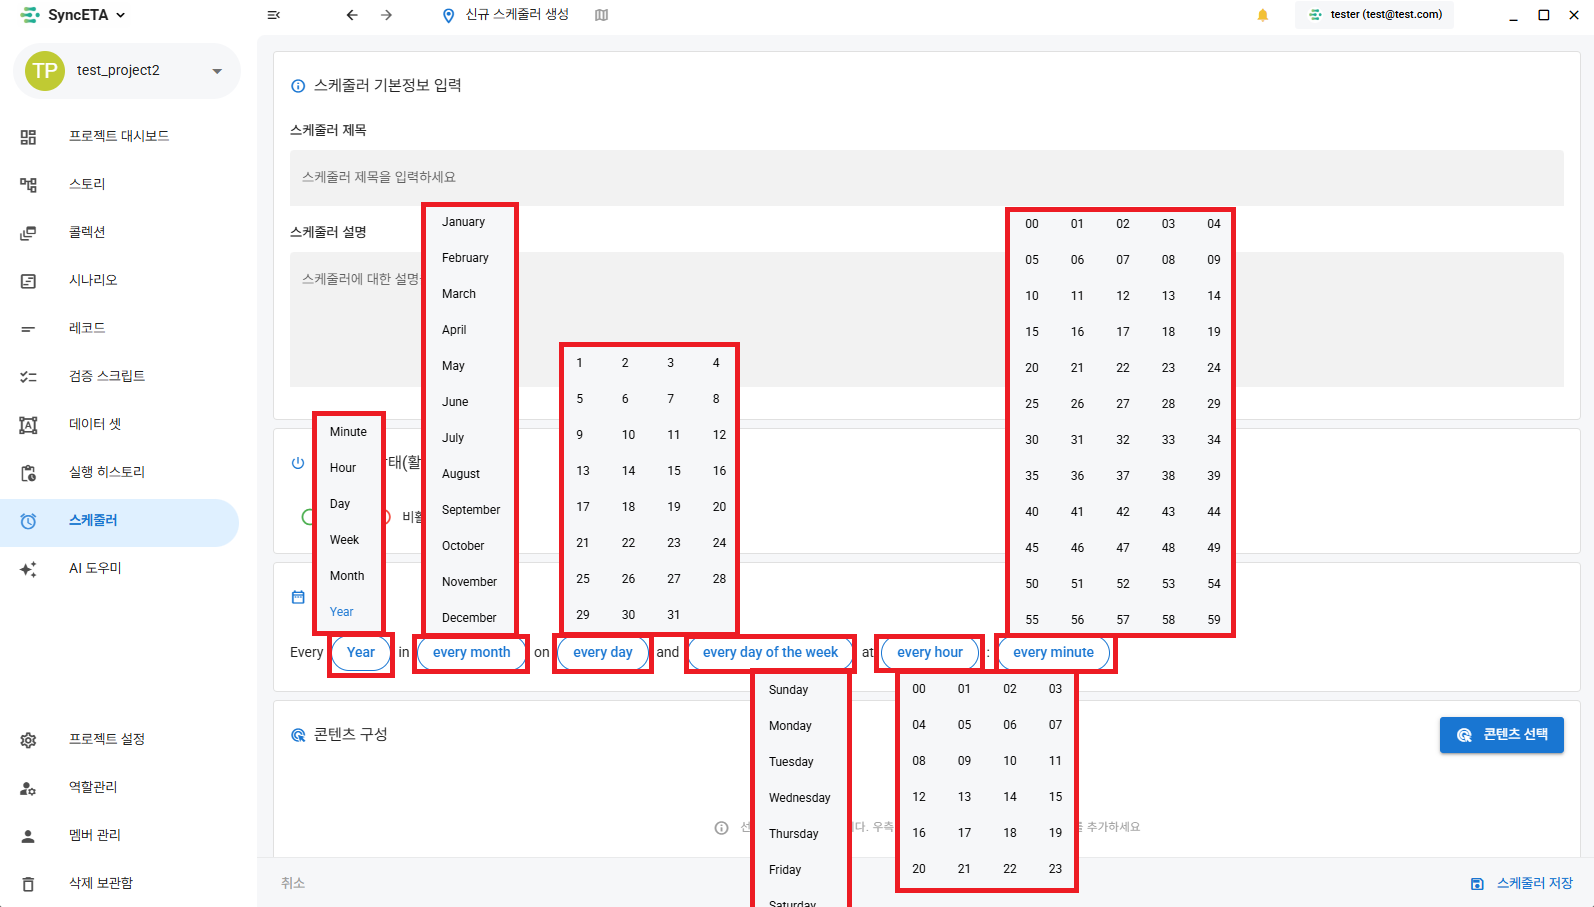 SyncETA
신규 스케줄러 생성
tester (test@test.com)
TP
test_project2
프로젝트 대시보드
스토리
콜렉션
시나리오
레코드
검증 스크립트
데이터 셋
실행 히스토리
스케줄러
AI 도우미
프로젝트 설정
역할관리
멤버 관리
삭제 보관함
스케줄러 기본정보 입력
스케줄러 제목
스케줄러 제목을 입력하세요
스케줄러 설명
스케줄러에 대한 설명
January
February
March
April
May
June
July
August
September
October
November
December
00 01 02 03 04
05 06 07 08 09
10 11 12 13 14
15 16 17 18 19
20 21 22 23 24
25 26 27 28 29
30 31 32 33 34
35 36 37 38 39
40 41 42 43 44
45 46 47 48 49
50 51 52 53 54
55 56 57 58 59
1 2 3 4
5 6 7 8
9 10 11 12
13 14 15 16
17 18 19 20
21 22 23 24
25 26 27 28
29 30 31
Minute
Hour
Day
Week
Month
Year
Every Year in every month on every day and every day of the week at every hour : every minute
Sunday
Monday
Tuesday
Wednesday
Thursday
Friday
Saturday
00 01 02 03
04 05 06 07
08 09 10 11
12 13 14 15
16 17 18 19
20 21 22 23
콘텐츠 구성
콘텐츠 선택
우측
추가하세요
취소
스케줄러 저장